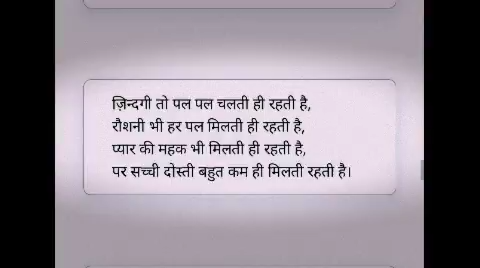 ज़िन्दगी तो पल पल चलती ही रहती है,
रौशनी भी हर पल मिलती ही रहती है,
प्यार की महक भी मिलती ही रहती है,
पर सच्ची दोस्ती बहुत कम ही मिलती रहती है।